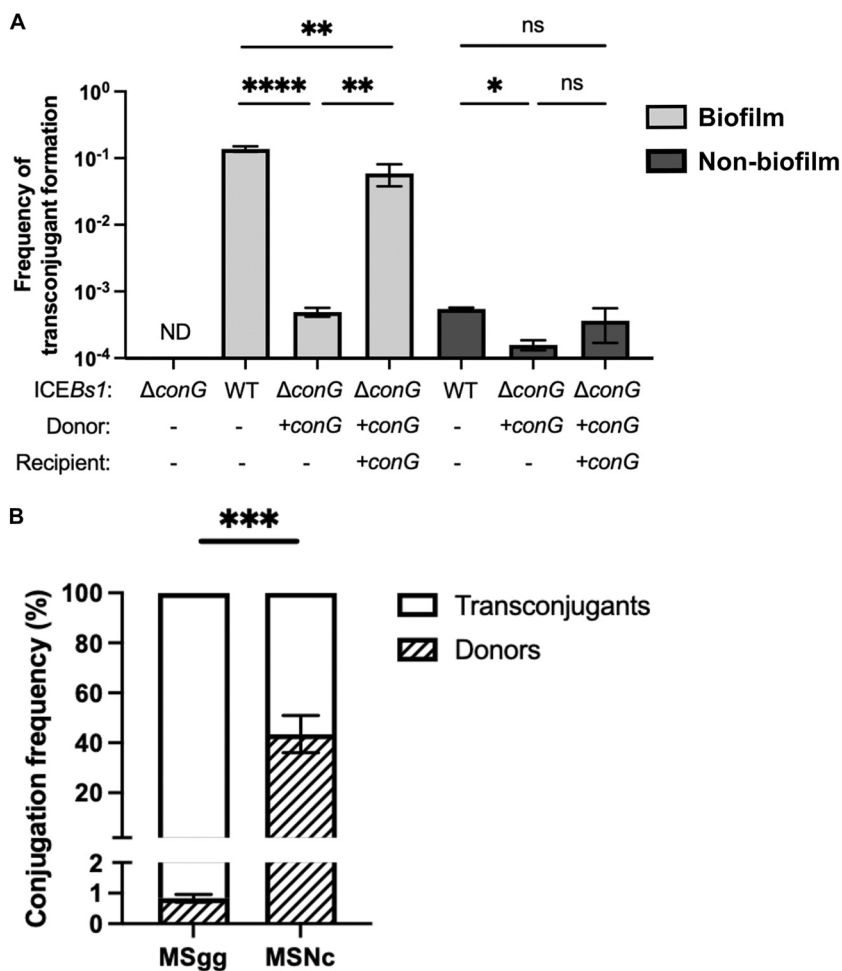 A
** ns
**** ** * ns
10⁰
10⁻¹
10⁻²
10⁻³
10⁻⁴
Frequency of
transconjugant formation
Biofilm
Non-biofilm
ND
ICEBs1: ΔconG WT ΔconG ΔconG WT ΔconG ΔconG
Donor: - - +conG +conG - +conG +conG
Recipient: - - - +conG - - +conG
B
***
Conjugation frequency (%)
100
80
60
40
20
2
1
0
Transconjugants
Donors
MSgg MSNc